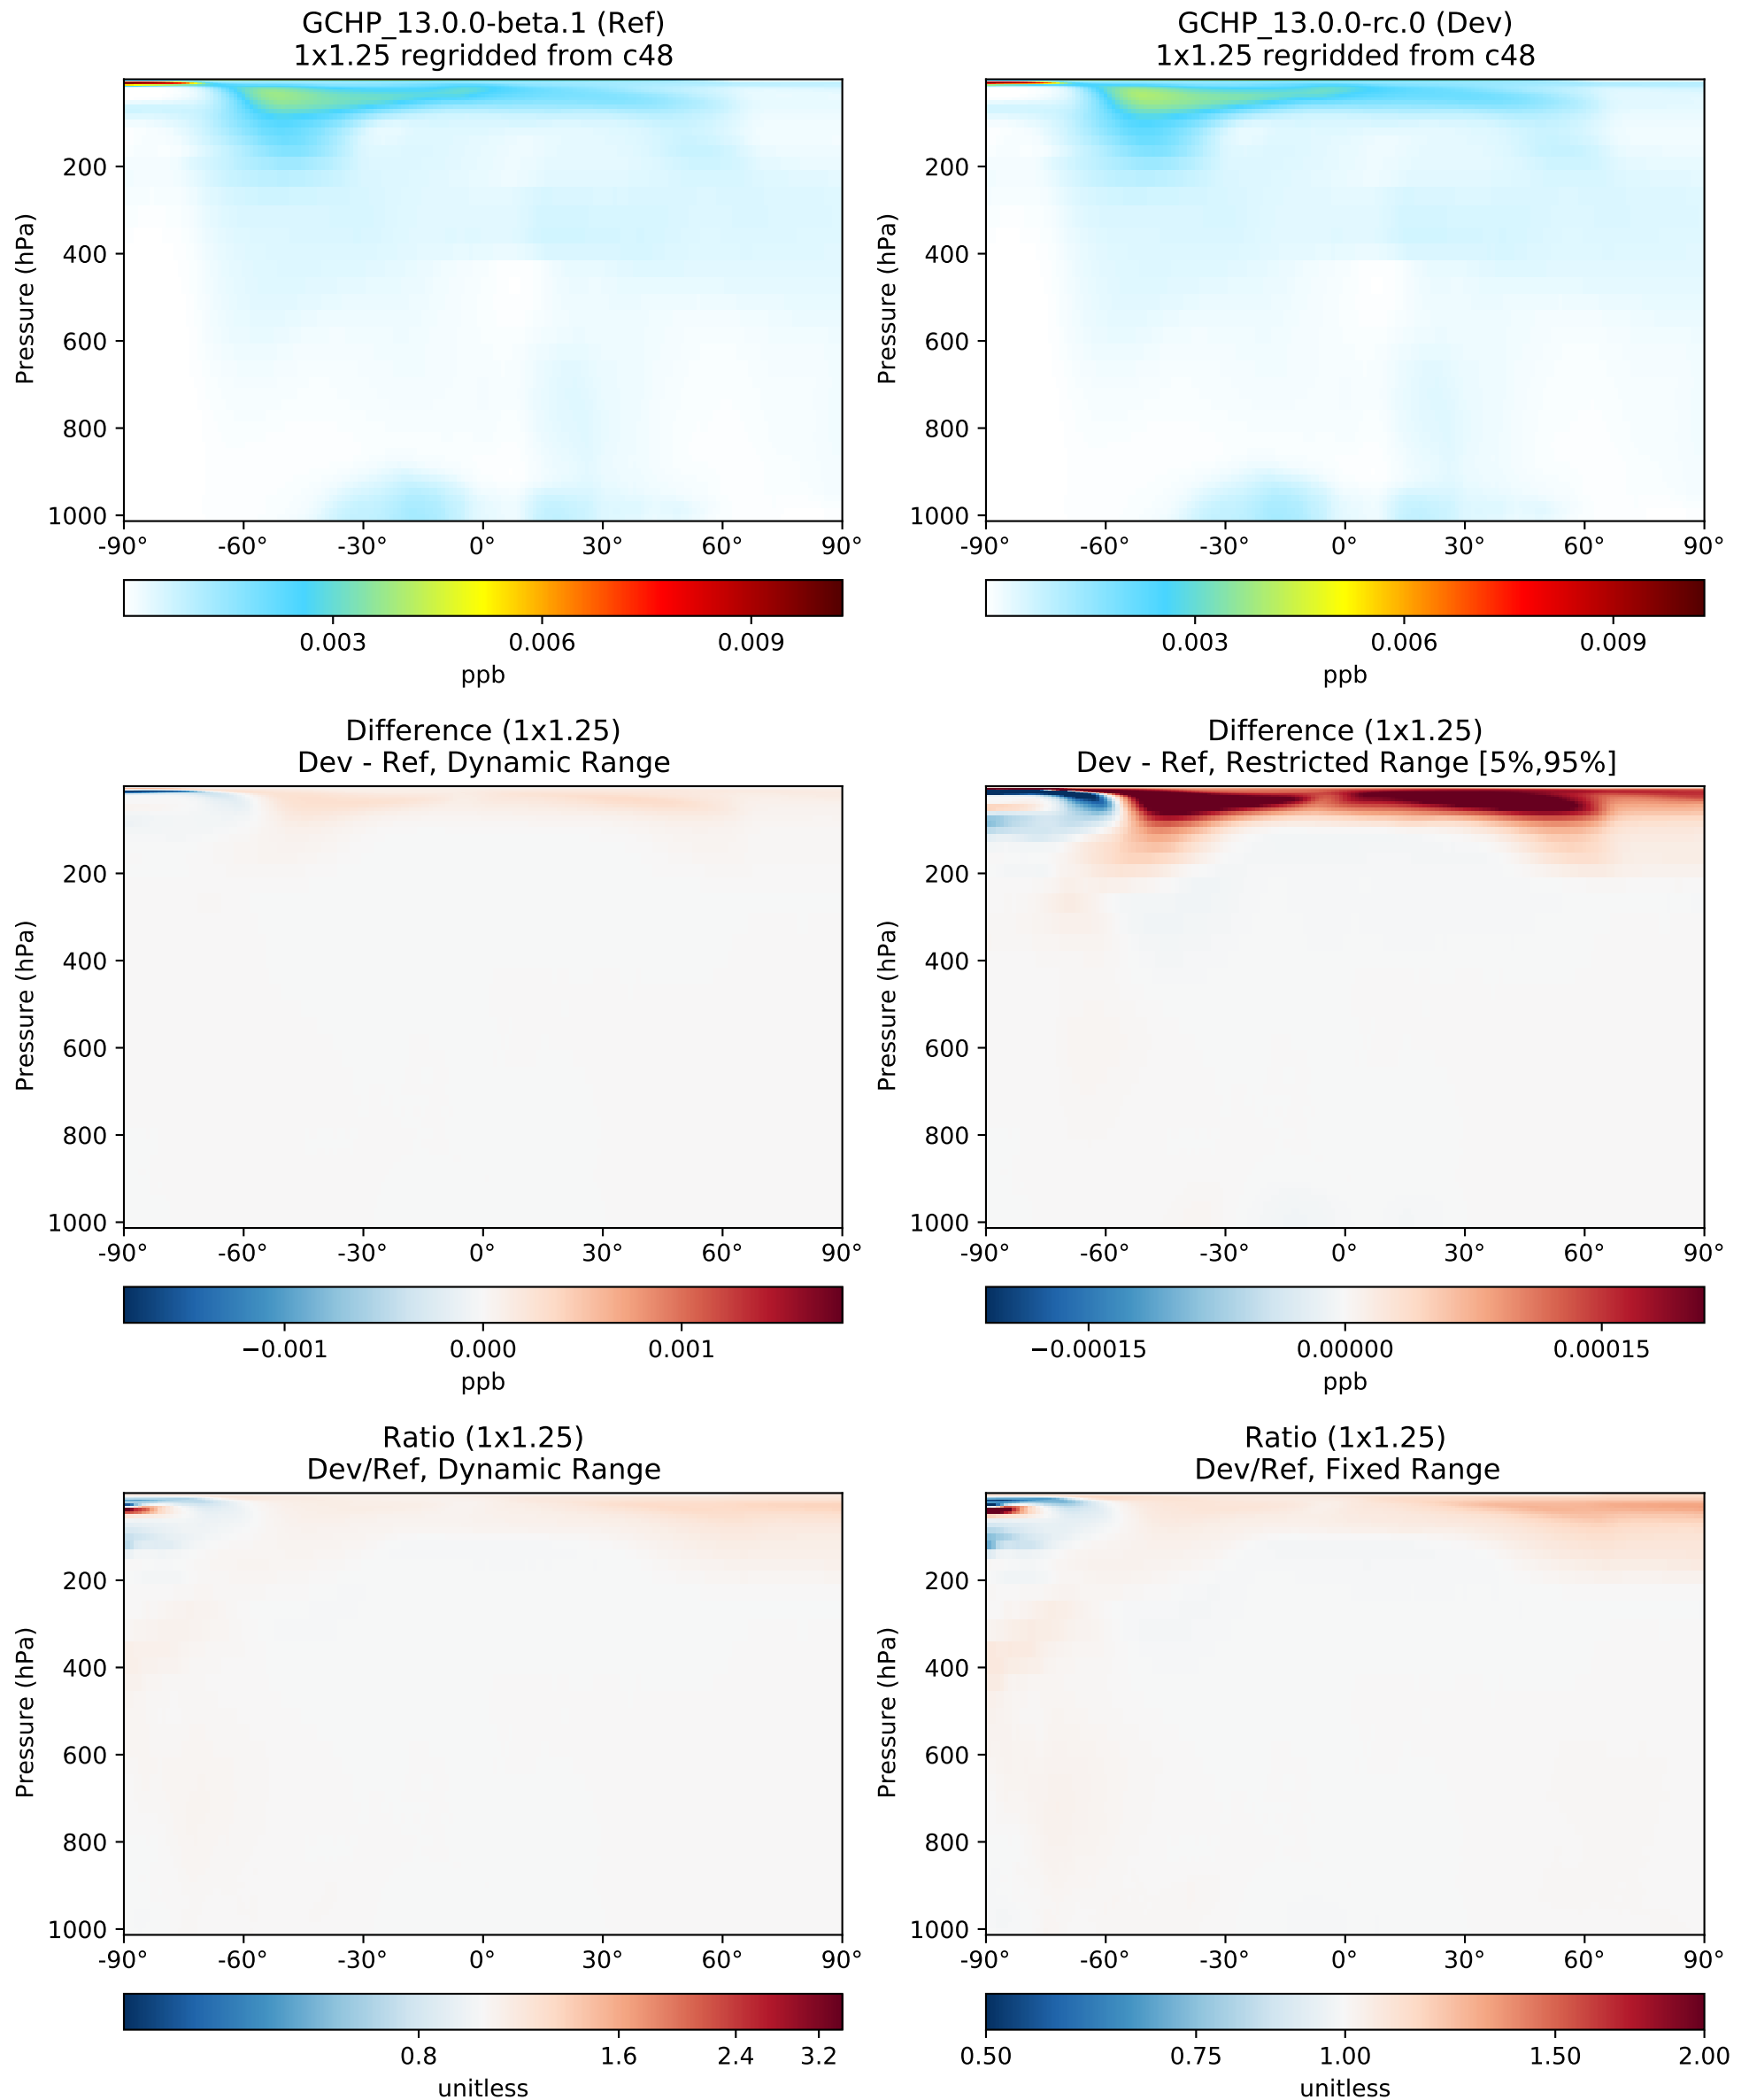 GCHP_13.0.0-beta.1 (Ref)
1x1.25 regridded from c48
Pressure (hPa)
200
400
600
800
1000
-90° -60° -30° 0° 30° 60° 90°
0.003 0.006 0.009
ppb
GCHP_13.0.0-rc.0 (Dev)
1x1.25 regridded from c48
Pressure (hPa)
200
400
600
800
1000
-90° -60° -30° 0° 30° 60° 90°
0.003 0.006 0.009
ppb
Difference (1x1.25)
Dev - Ref, Dynamic Range
Pressure (hPa)
200
400
600
800
1000
-90° -60° -30° 0° 30° 60° 90°
−0.001 0.000 0.001
ppb
Difference (1x1.25)
Dev - Ref, Restricted Range [5%,95%]
Pressure (hPa)
200
400
600
800
1000
-90° -60° -30° 0° 30° 60° 90°
−0.00015 0.00000 0.00015
ppb
Ratio (1x1.25)
Dev/Ref, Dynamic Range
Pressure (hPa)
200
400
600
800
1000
-90° -60° -30° 0° 30° 60° 90°
0.8 1.6 2.4 3.2
unitless
Ratio (1x1.25)
Dev/Ref, Fixed Range
Pressure (hPa)
200
400
600
800
1000
-90° -60° -30° 0° 30° 60° 90°
0.50 0.75 1.00 1.50 2.00
unitless